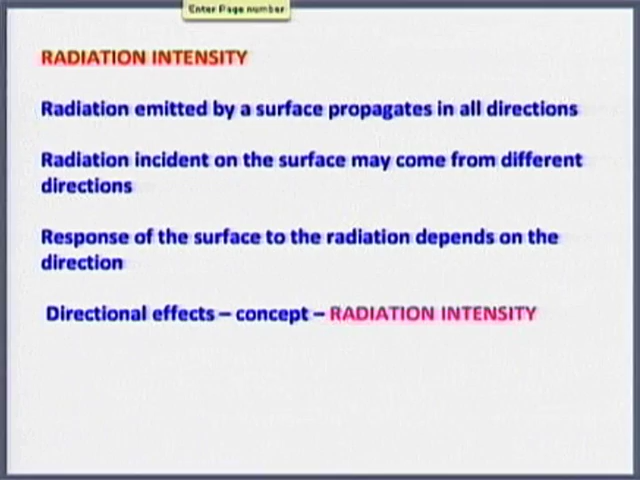 Enter Page number
RADIATION INTENSITY
Radiation emitted by a surface propagates in all directions
Radiation incident on the surface may come from different
directions
Response of the surface to the radiation depends on the
direction
Directional effects – concept – RADIATION INTENSITY